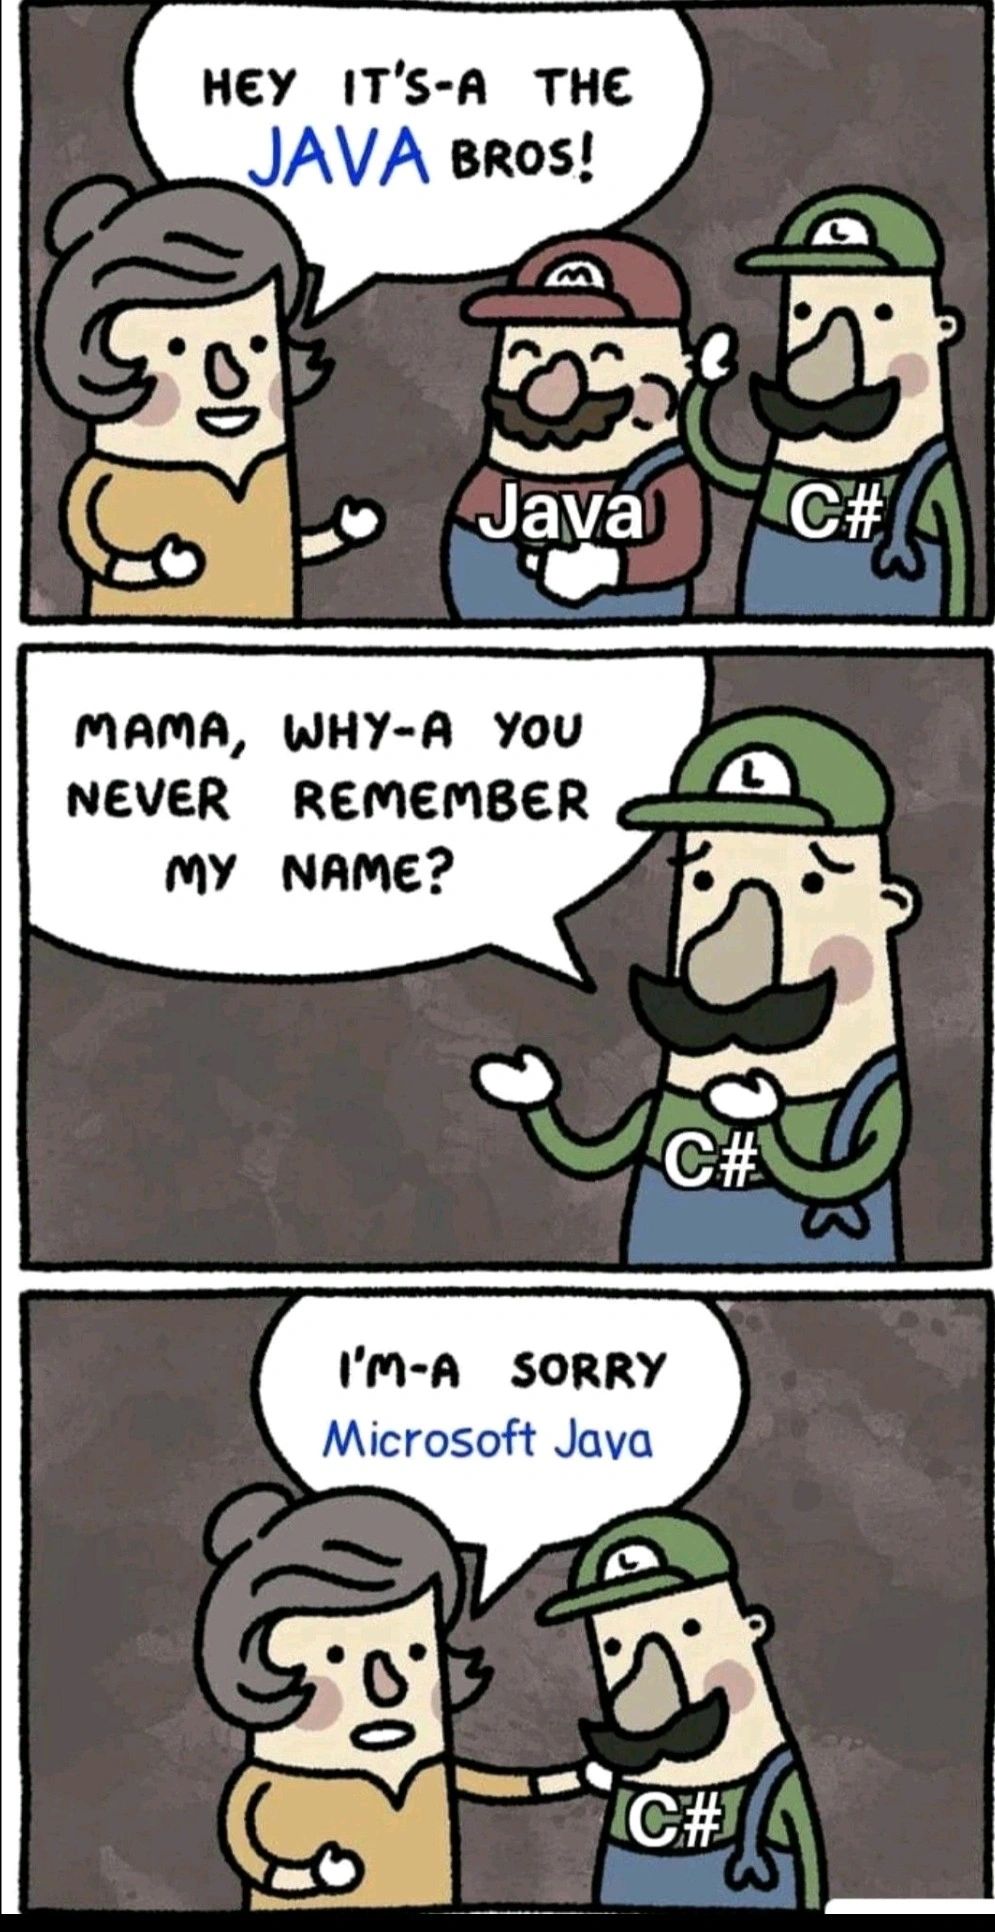 HEY IT'S-A THE
JAVA BROS!
M
Java
L
C#
MAMA, WHY-A YOU
NEVER REMEMBER
MY NAME?
L
C#
I'M-A SORRY
Microsoft Java
L
C#